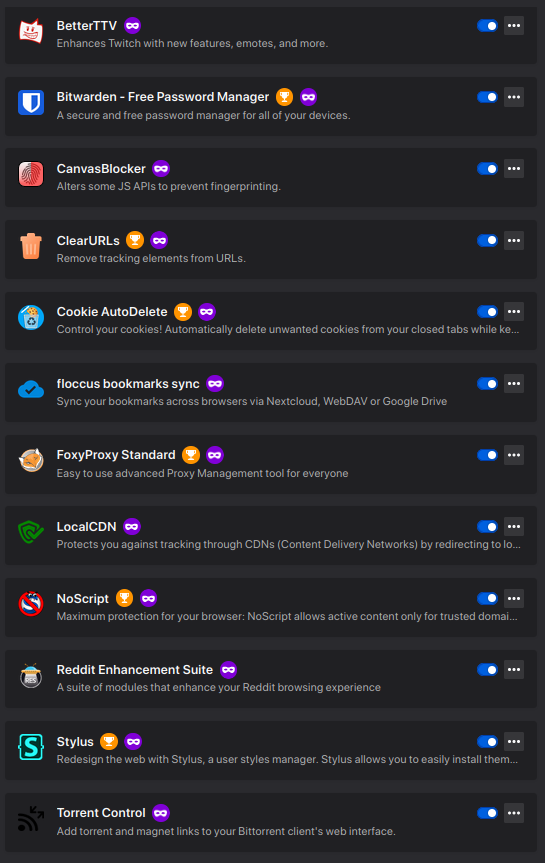 BetterTTV
Enhances Twitch with new features, emotes, and more.
Bitwarden - Free Password Manager
A secure and free password manager for all of your devices.
CanvasBlocker
Alters some JS APIs to prevent fingerprinting.
ClearURLs
Remove tracking elements from URLs.
Cookie AutoDelete
Control your cookies! Automatically delete unwanted cookies from your closed tabs while ke...
floccus bookmarks sync
Sync your bookmarks across browsers via Nextcloud, WebDAV or Google Drive
FoxyProxy Standard
Easy to use advanced Proxy Management tool for everyone
LocalCDN
Protects you against tracking through CDNs (Content Delivery Networks) by redirecting to lo...
NoScript
Maximum protection for your browser: NoScript allows active content only for trusted domai...
RES
Reddit Enhancement Suite
A suite of modules that enhance your Reddit browsing experience
S
Stylus
Redesign the web with Stylus, a user styles manager. Stylus allows you to easily install them...
Torrent Control
Add torrent and magnet links to your Bittorrent client's web interface.